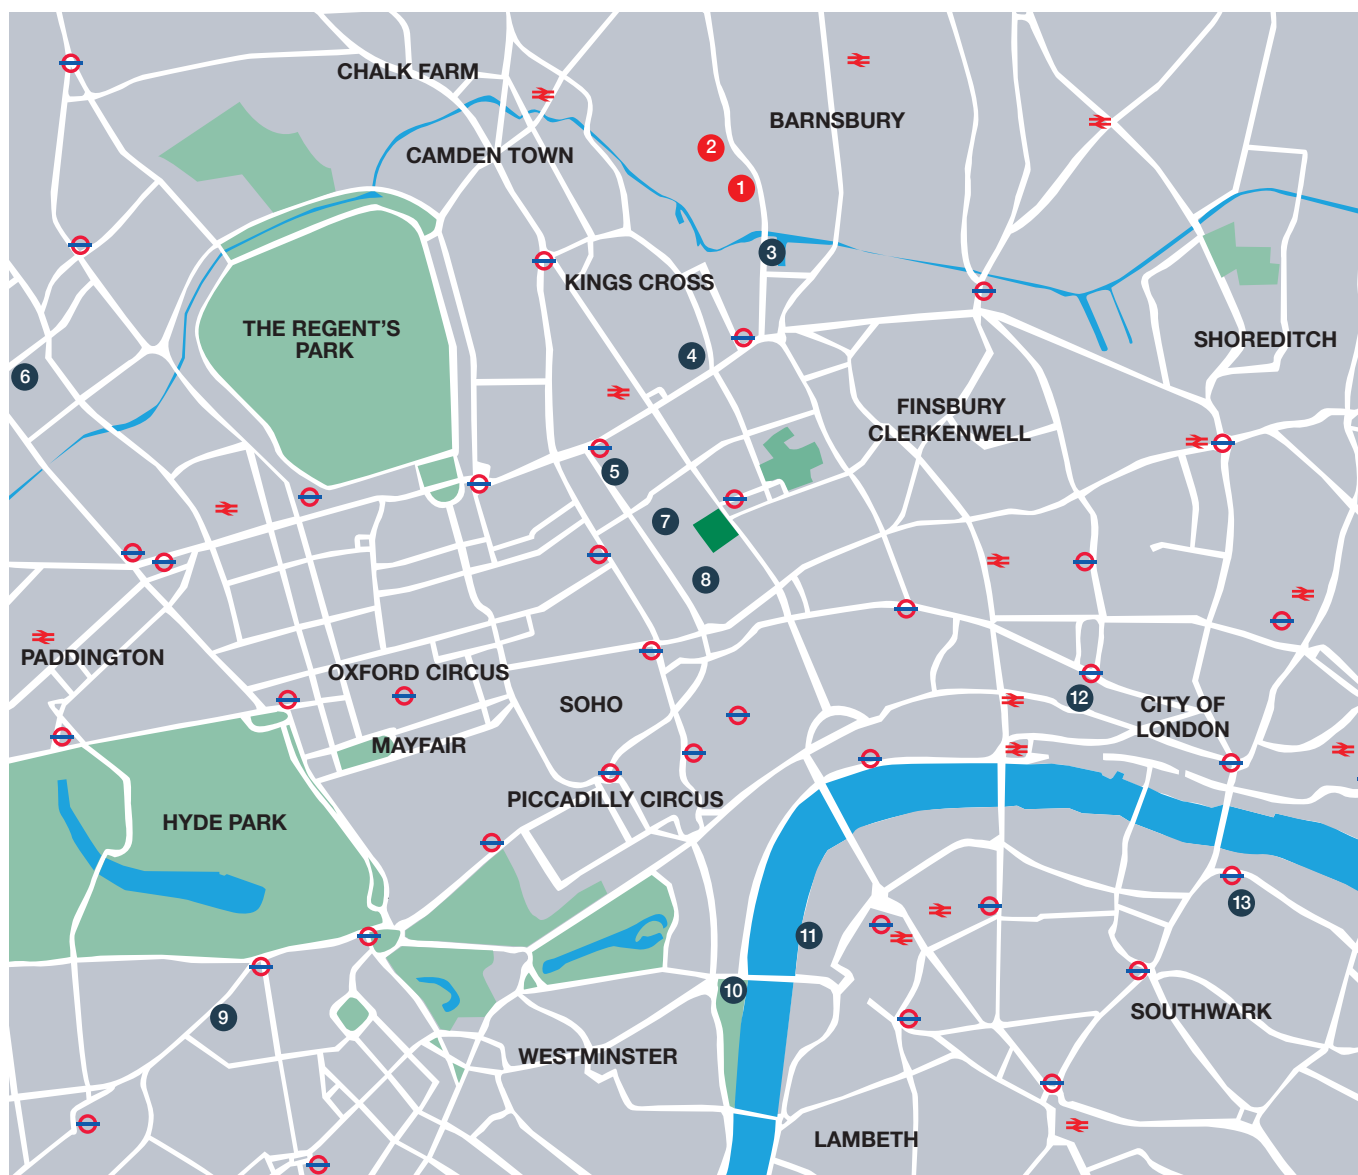 CHALK FARM
BARNSBURY
CAMDEN TOWN
2
1
3
KINGS CROSS
THE REGENT'S
PARK
SHOREDITCH
4
6
FINSBURY
CLERKENWELL
5
7
8
PADDINGTON
OXFORD CIRCUS
SOHO
12
CITY OF
LONDON
MAYFAIR
PICCADILLY CIRCUS
HYDE PARK
13
11
10
9
SOUTHWARK
WESTMINSTER
LAMBETH